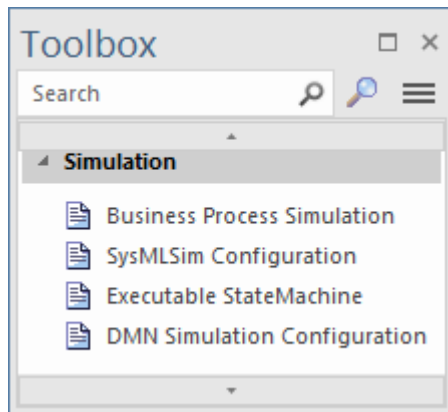 Toolbox
Search
Simulation
Business Process Simulation
SysMLSim Configuration
Executable StateMachine
DMN Simulation Configuration